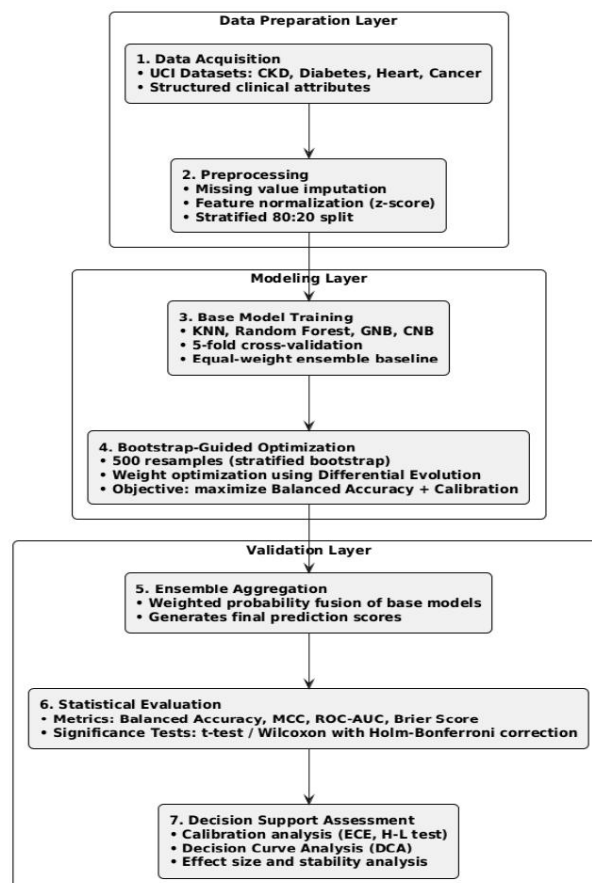 Data Preparation Layer
1. Data Acquisition
• UCI Datasets: CKD, Diabetes, Heart, Cancer
• Structured clinical attributes
2. Preprocessing
• Missing value imputation
• Feature normalization (z-score)
• Stratified 80:20 split
Modeling Layer
3. Base Model Training
• KNN, Random Forest, GNB, CNB
• 5-fold cross-validation
• Equal-weight ensemble baseline
4. Bootstrap-Guided Optimization
• 500 resamples (stratified bootstrap)
• Weight optimization using Differential Evolution
• Objective: maximize Balanced Accuracy + Calibration
Validation Layer
5. Ensemble Aggregation
• Weighted probability fusion of base models
• Generates final prediction scores
6. Statistical Evaluation
• Metrics: Balanced Accuracy, MCC, ROC-AUC, Brier Score
• Significance Tests: t-test / Wilcoxon with Holm-Bonferroni correction
7. Decision Support Assessment
• Calibration analysis (ECE, H-L test)
• Decision Curve Analysis (DCA)
• Effect size and stability analysis